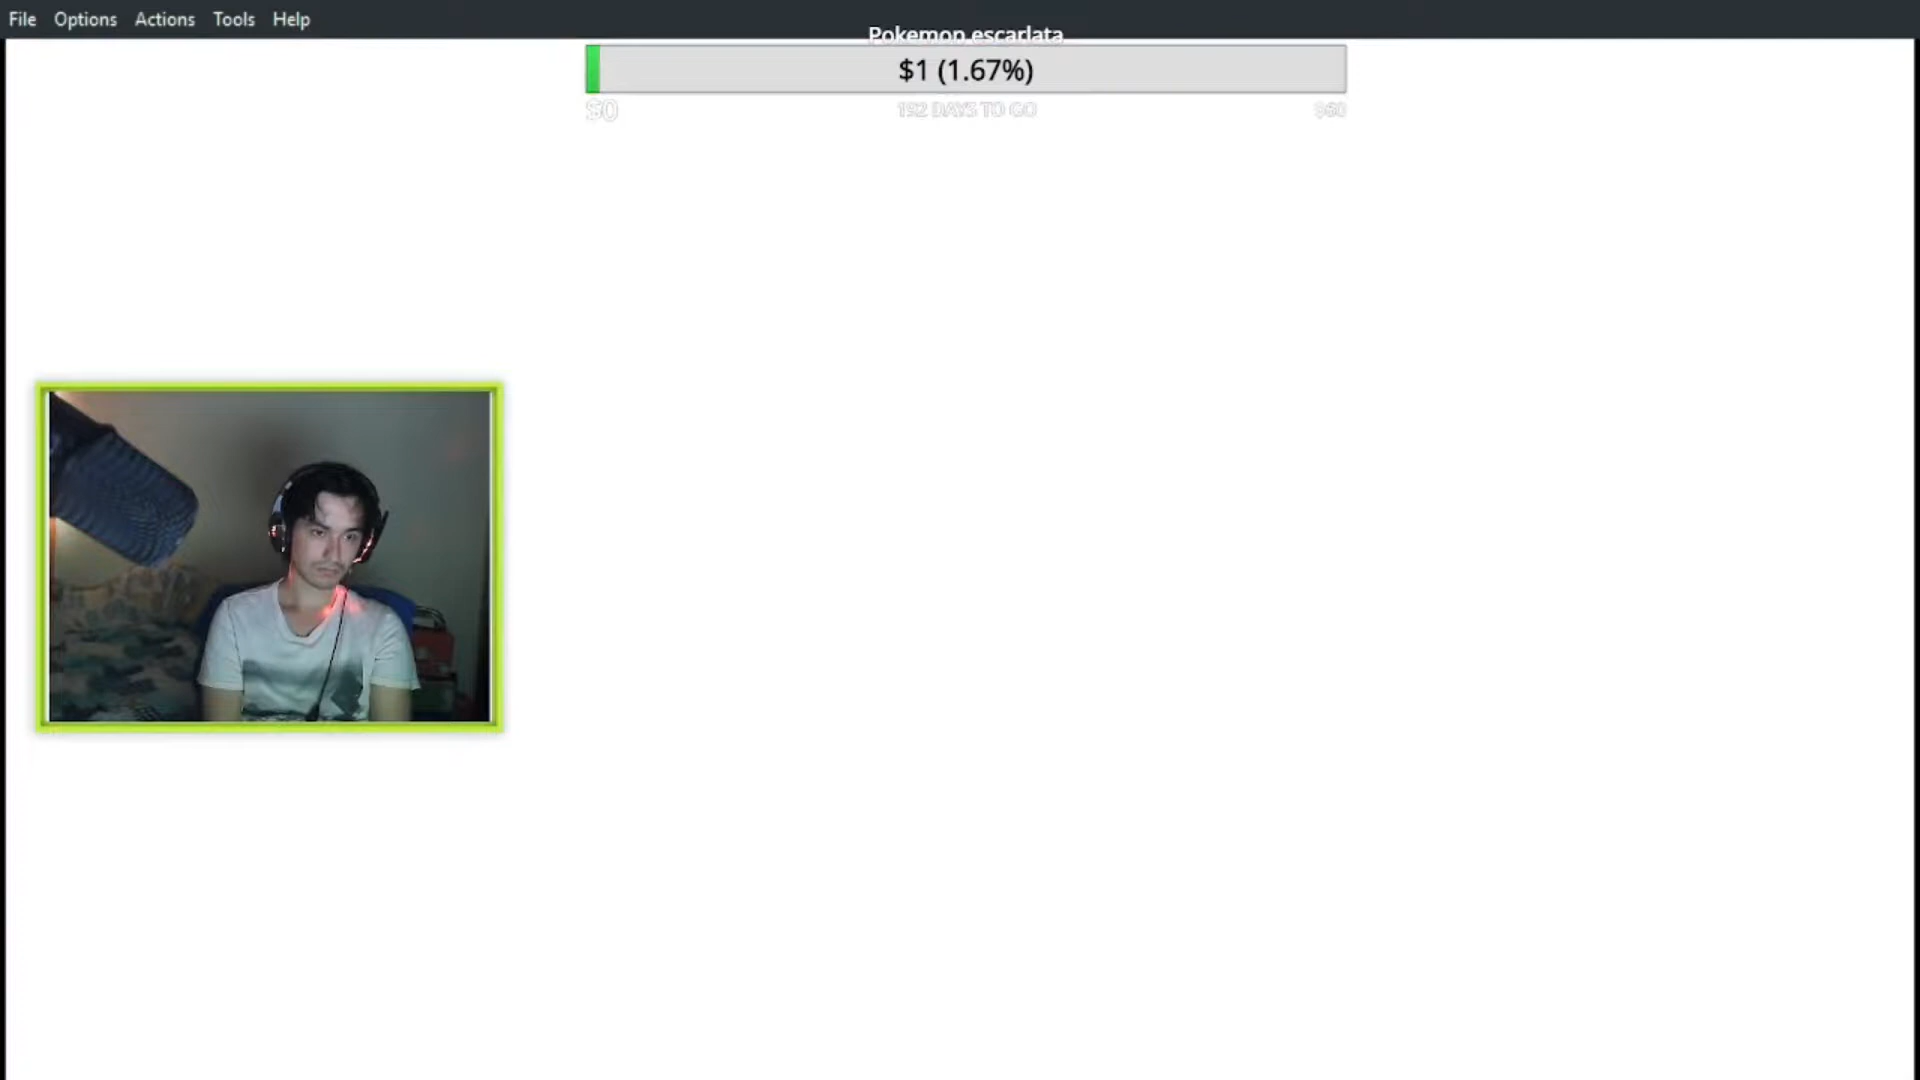 File Options Actions Tools Help
Pokemon escarlata
$1 (1.67%)
$0 192 DAYS TO GO $60